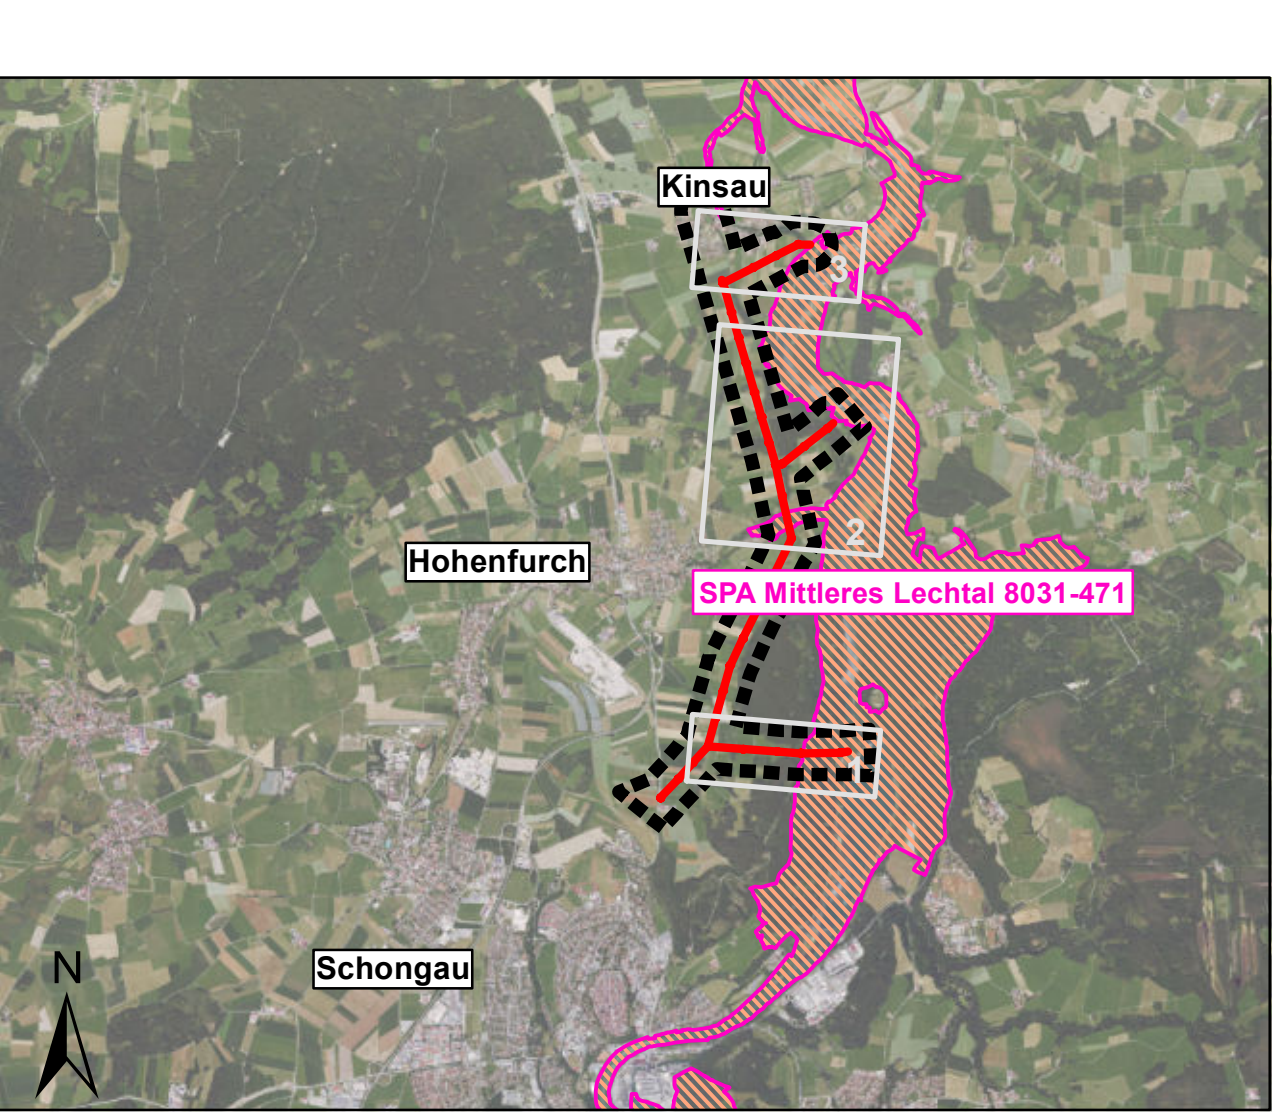 Kinsau
3
2
Hohenfurch
SPA Mittleres Lechtal 8031-471
1
Schongau
N